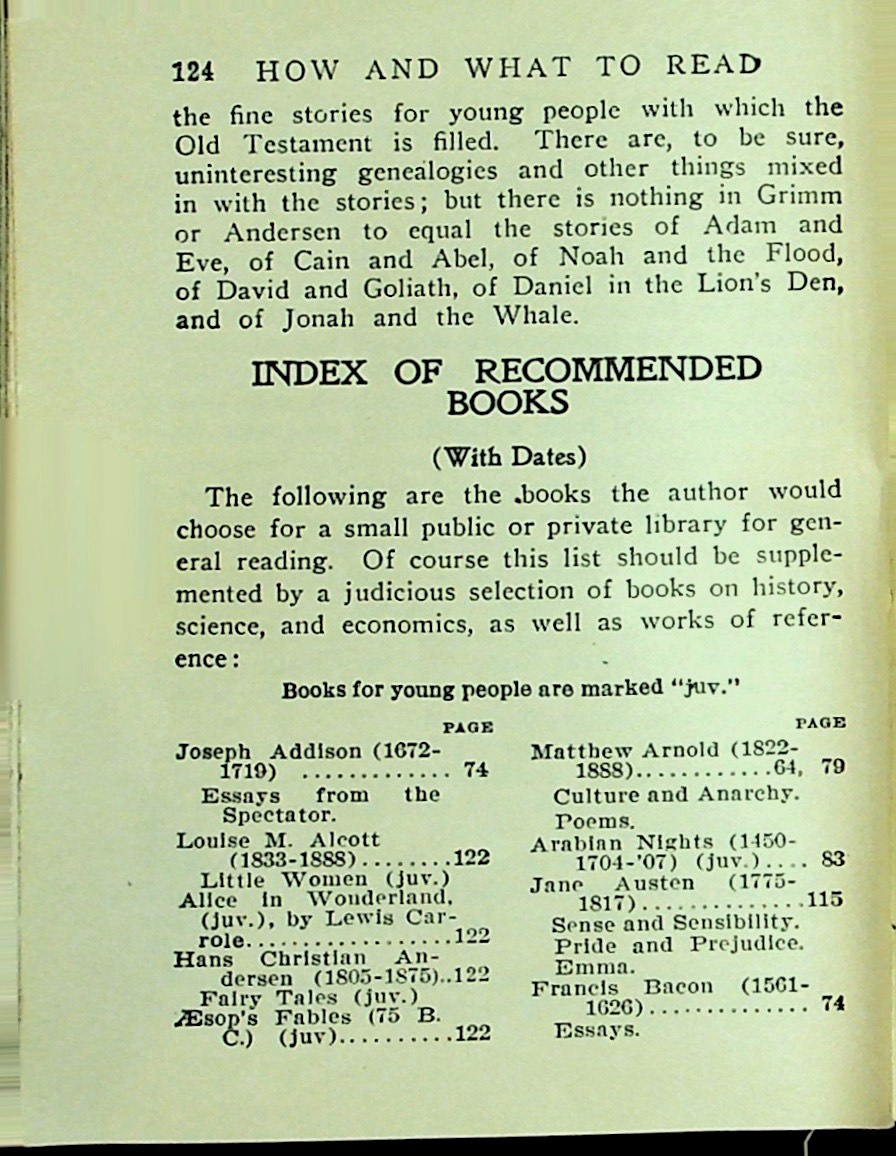 124 HOW AND WHAT TO READ
the fine stories for young people with which the
Old Testament is filled. There are, to be sure,
uninteresting genealogies and other things mixed
in with the stories; but there is nothing in Grimm
or Andersen to equal the stories of Adam and
Eve, of Cain and Abel, of Noah and the Flood,
of David and Goliath, of Daniel in the Lion's Den,
and of Jonah and the Whale.
INDEX OF RECOMMENDED
BOOKS
(With Dates)
The following are the books the author would
choose for a small public or private library for gen-
eral reading. Of course this list should be supple-
mented by a judicious selection of books on history,
science, and economics, as well as works of refer-
ence:
Books for young people are marked "juv."
PAGE
Joseph Addison (1672-
1719) ............. 74
Essays from the
Spectator.
Louise M. Alcott
(1833-1888)........122
Little Women (juv.)
Alice in Wonderland,
(juv.), by Lewis Car-
role..................122
Hans Christian An-
dersen (1805-1875)..122
Fairy Tales (juv.)
Æsop's Fables (75 B.
C.) (juv)..........122
PAGE
Matthew Arnold (1822-
1888)............64, 79
Culture and Anarchy.
Poems.
Arabian Nights (1450-
1704-'07) (juv.).... 83
Jane Austen (1775-
1817)..............115
Sense and Sensibility.
Pride and Prejudice.
Emma.
Francis Bacon (1561-
1626).............. 74
Essays.